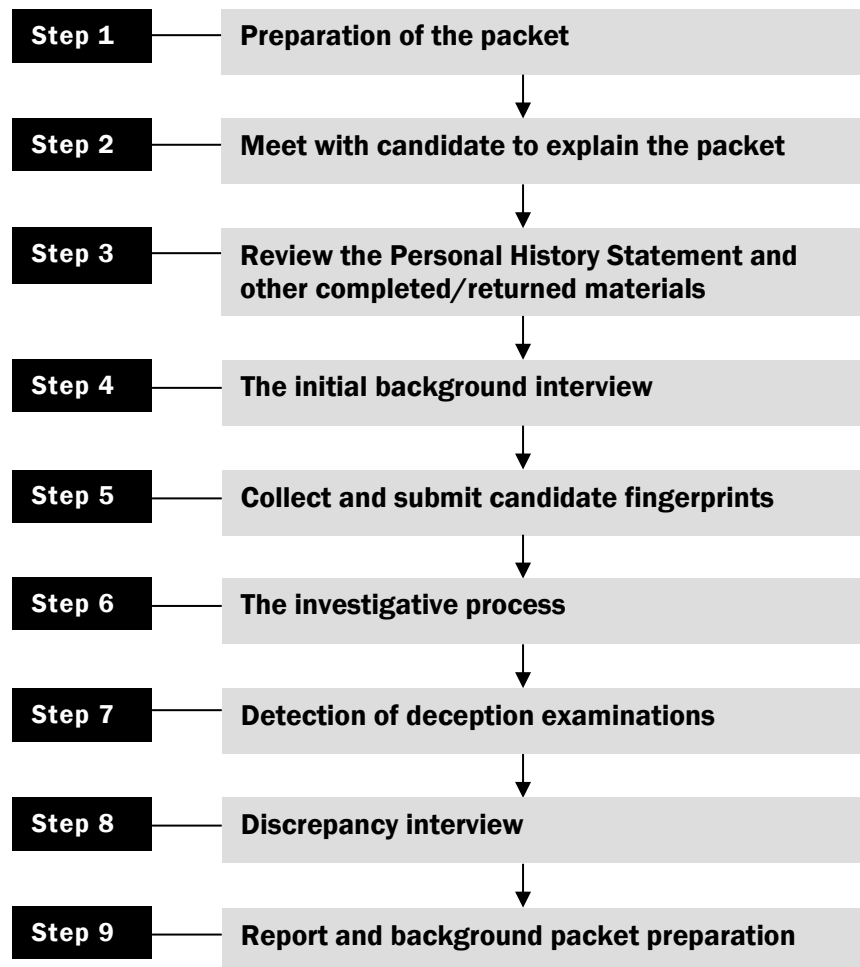 Step 1
Preparation of the packet
Step 2
Meet with candidate to explain the packet
Step 3
Review the Personal History Statement and
other completed/returned materials
Step 4
The initial background interview
Step 5
Collect and submit candidate fingerprints
Step 6
The investigative process
Step 7
Detection of deception examinations
Step 8
Discrepancy interview
Step 9
Report and background packet preparation